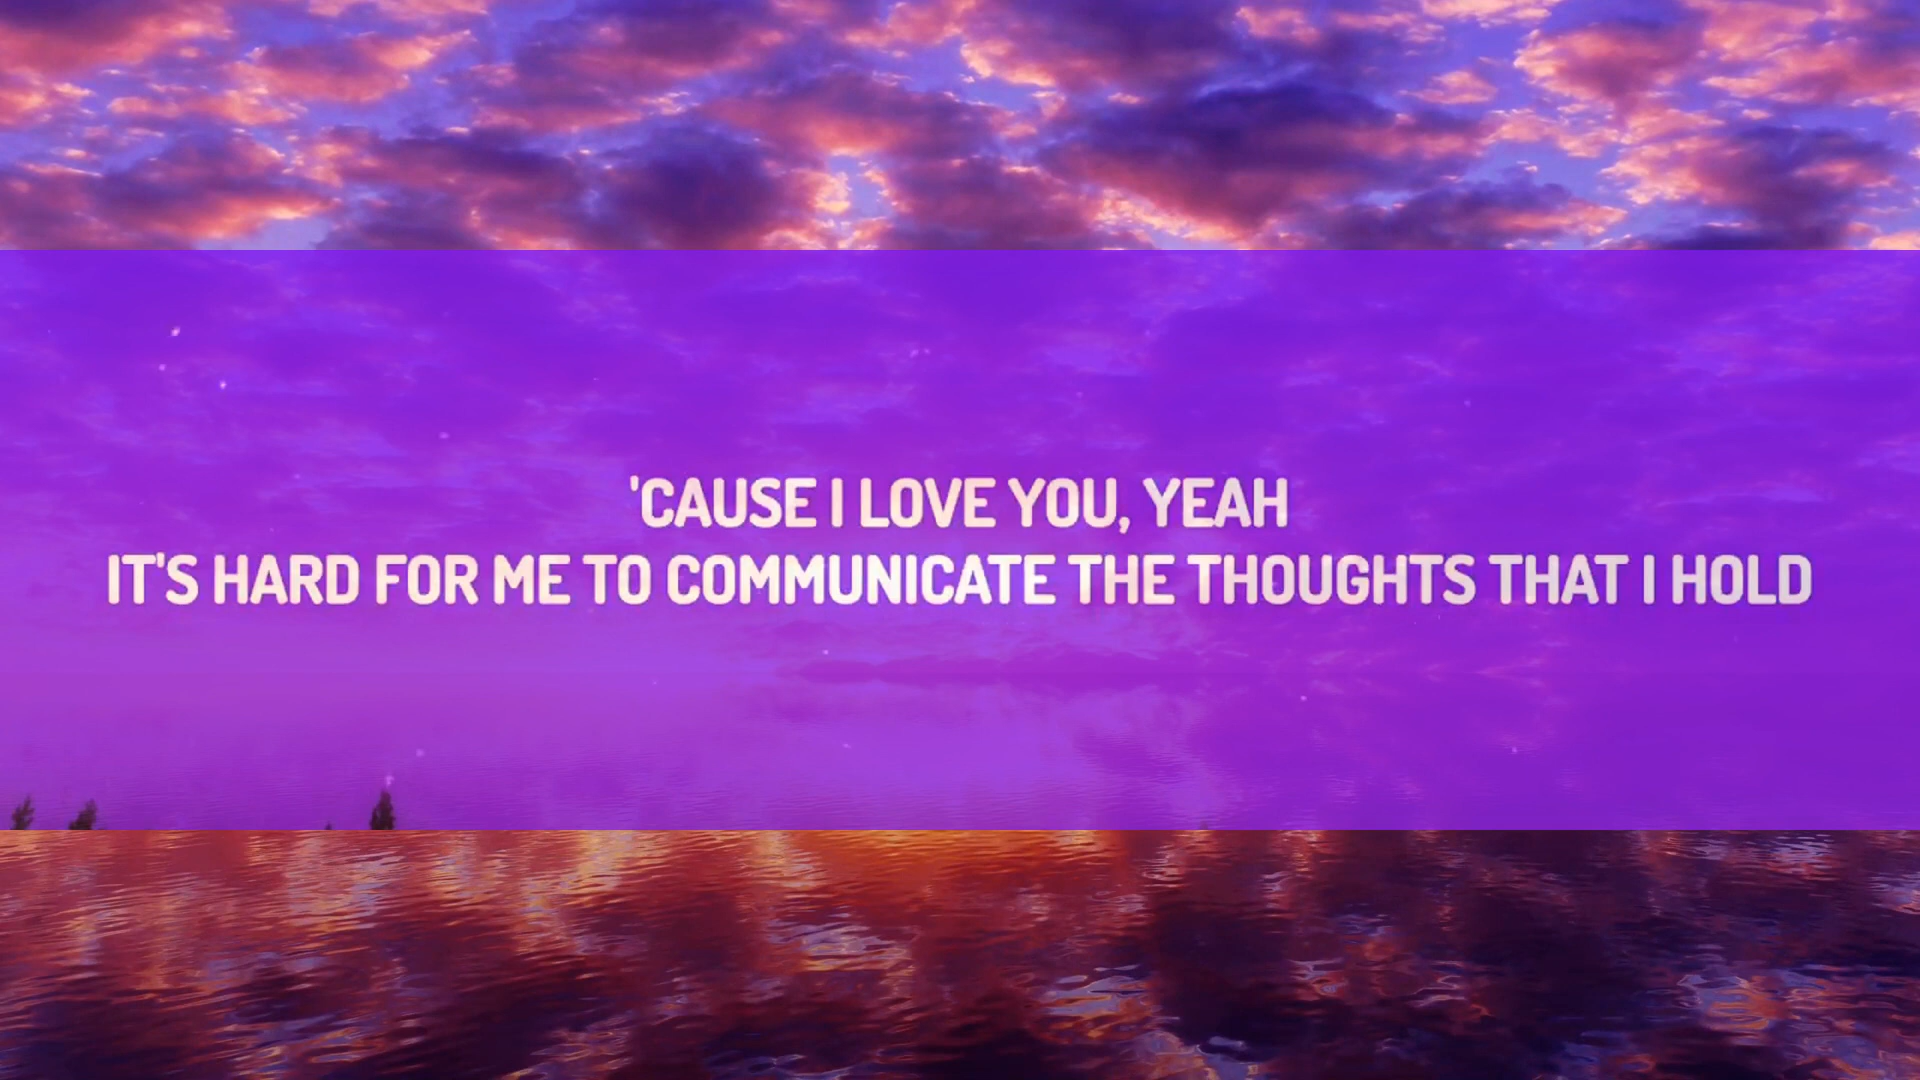 'CAUSE I LOVE YOU, YEAH
IT'S HARD FOR ME TO COMMUNICATE THE THOUGHTS THAT I HOLD